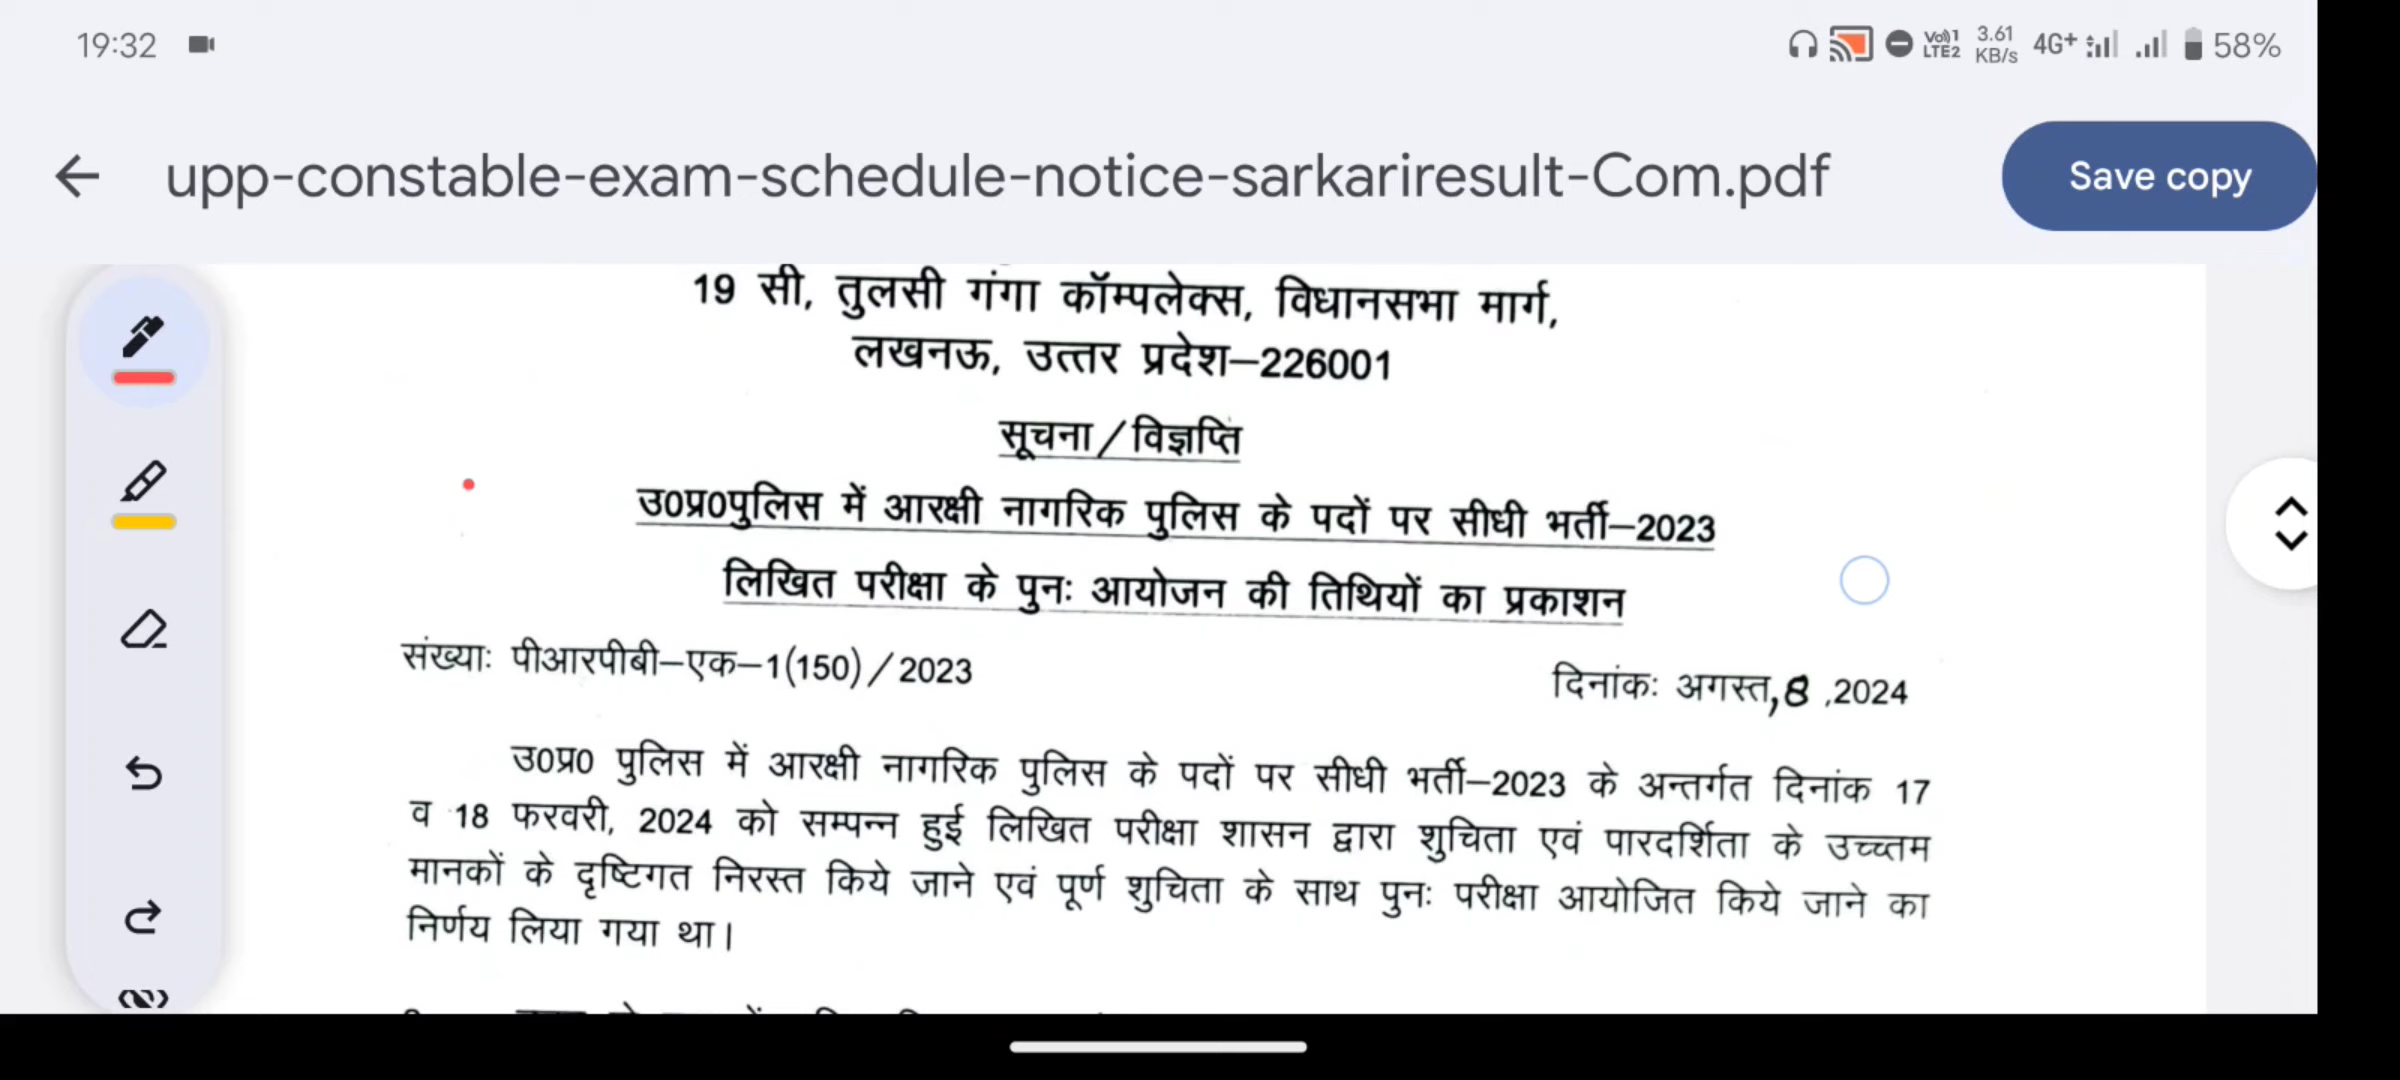 19:32
Vo))1 LTE2 3.61 KB/s 4G+ 58%
upp-constable-exam-schedule-notice-sarkariresult-Com.pdf
Save copy
19 सी, तुलसी गंगा कॉम्पलेक्स, विधानसभा मार्ग,
लखनऊ, उत्तर प्रदेश–226001
सूचना/विज्ञप्ति
उ0प्र0पुलिस में आरक्षी नागरिक पुलिस के पदों पर सीधी भर्ती–2023
लिखित परीक्षा के पुनः आयोजन की तिथियों का प्रकाशन
संख्याः पीआरपीबी–एक–1(150)/2023
दिनांकः अगस्त,8 ,2024
उ0प्र0 पुलिस में आरक्षी नागरिक पुलिस के पदों पर सीधी भर्ती–2023 के अन्तर्गत दिनांक 17
व 18 फरवरी, 2024 को सम्पन्न हुई लिखित परीक्षा शासन द्वारा शुचिता एवं पारदर्शिता के उच्च्तम
मानकों के दृष्टिगत निरस्त किये जाने एवं पूर्ण शुचिता के साथ पुनः परीक्षा आयोजित किये जाने का
निर्णय लिया गया था।